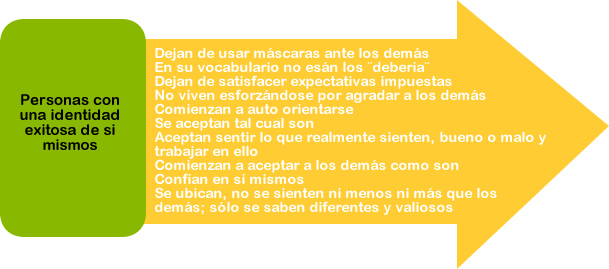 Personas con
una identidad
exitosa de si
mismos
Dejan de usar máscaras ante los demás
En su vocabulario no esán los ¨debería¨
Dejan de satisfacer expectativas impuestas
No viven esforzándose por agradar a los demás
Comienzan a auto orientarse
Se aceptan tal cual son
Aceptan sentir lo que realmente sienten, bueno o malo y
trabajar en ello
Comienzan a aceptar a los demás como son
Confían en sí mismos
Se ubican, no se sienten ni menos ni más que los
demás; sólo se saben diferentes y valiosos